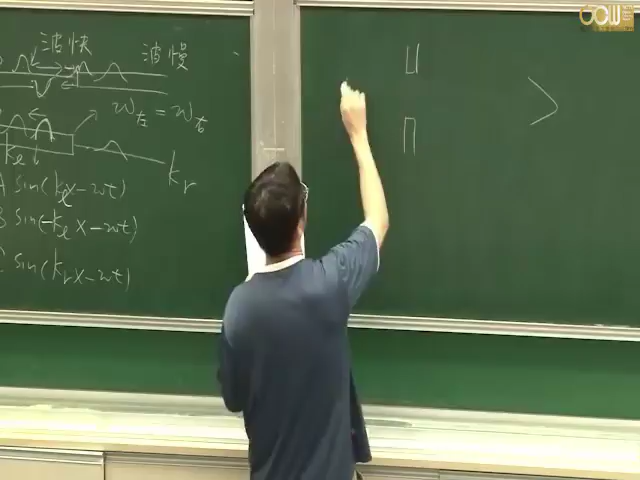 波快 波慢
ω左 = ω右
kℓ kr
A sin(kℓx-ωt)
B sin(-kℓx-ωt)
C sin(krx-ωt)
OCW